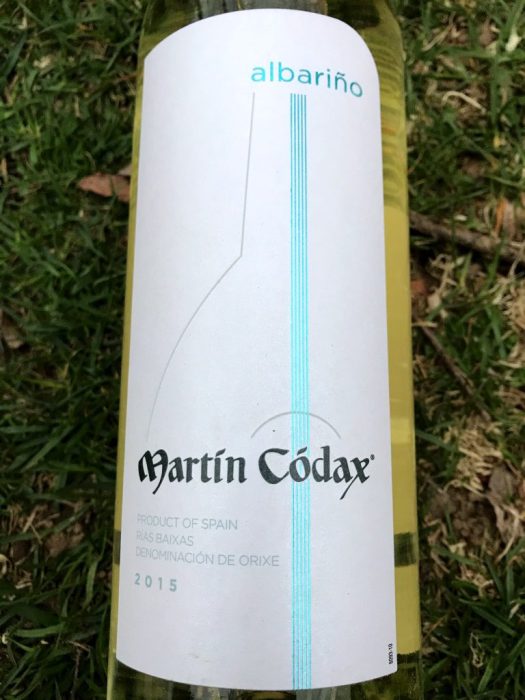 albariño
Martín Códax®
PRODUCT OF SPAIN
RÍAS BAIXAS
DENOMINACIÓN DE ORIXE
2015